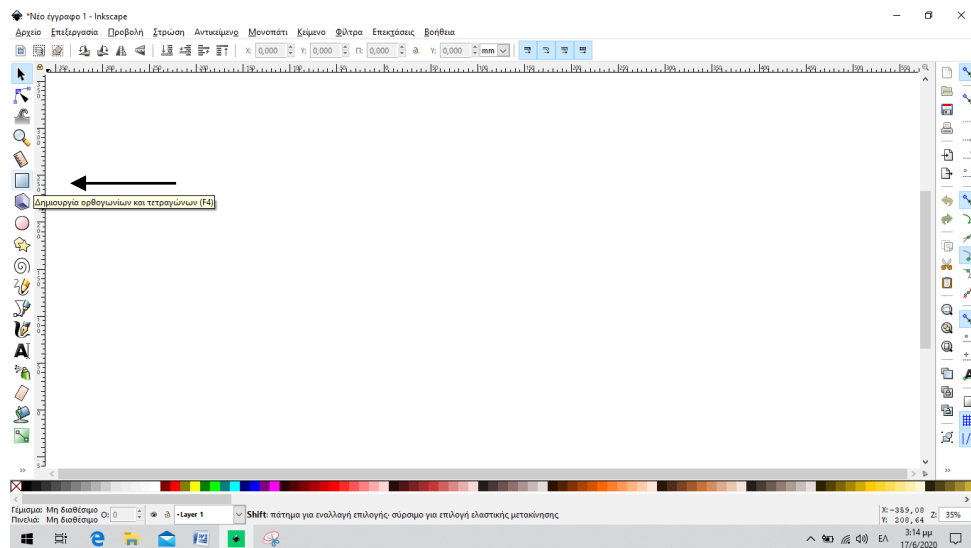 *Νέο έγγραφο 1 - Inkscape
Αρχείο Επεξεργασία Προβολή Στρώση Αντικείμενο Μονοπάτι Κείμενο Φίλτρα Επεκτάσεις Βοήθεια
X: 0,000 Y: 0,000 Π: 0,000 Υ: 0,000 mm
Δημιουργία ορθογωνίων και τετραγώνων (F4)
Γέμισμα: Μη διαθέσιμο O: 0 -Layer 1 Shift: πάτημα για εναλλαγή επιλογής· σύρσιμο για επιλογή ελαστικής μετακίνησης X: -359,08 Z: 35%
Πινελιά: Μη διαθέσιμο Y: 200,64
ΕΛ 3:14 μμ
17/6/2020